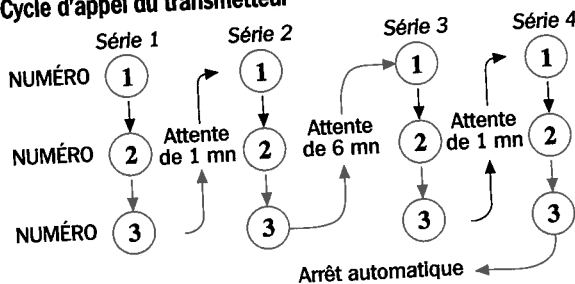 Cycle d'appel du transmetteur
Série 1 Série 2 Série 3 Série 4
NUMÉRO 1 1 1 1
Attente de 1 mn
Attente de 6 mn
Attente de 1 mn
NUMÉRO 2 2 2 2
NUMÉRO 3 3 3 3
Arrêt automatique